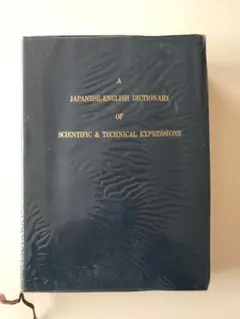 A
JAPANESE-ENGLISH DICTIONARY
OF
SCIENTIFIC & TECHNICAL EXPRESSIONS